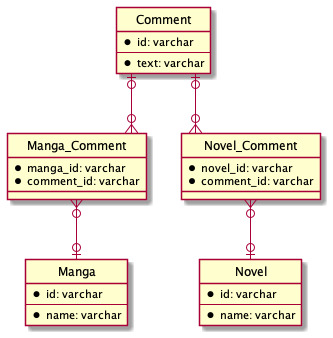 Comment
id: varchar
text: varchar
Manga_Comment
manga_id: varchar
comment_id: varchar
Novel_Comment
novel_id: varchar
comment_id: varchar
Manga
id: varchar
name: varchar
Novel
id: varchar
name: varchar